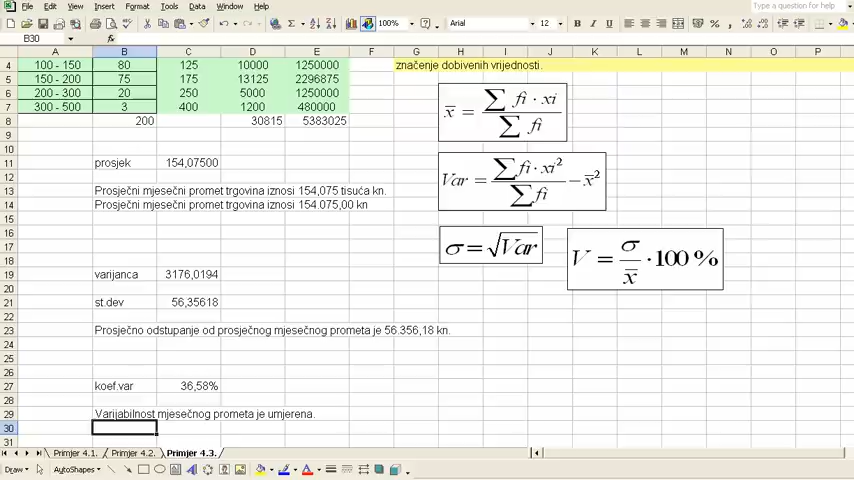 File Edit View Insert Format Tools Data Window Help Type a question for help
100% Arial 12 B I U
B30 fx
A B C D E F G H I J K L M N O P
4 100 - 150 80 125 10000 1250000 značenje dobivenih vrijednosti.
5 150 - 200 75 175 13125 2296875
6 200 - 300 20 250 5000 1250000
7 300 - 500 3 400 1200 480000
8 200 30815 5383025
x̄ = ∑ fi · xi / ∑ fi
9
10
11 prosjek 154,07500
12
Var = ∑ fi · xi² / ∑ fi − x̄²
13 Prosječni mjesečni promet trgovina iznosi 154,075 tisuća kn.
14 Prosječni mjesečni promet trgovina iznosi 154.075,00 kn
15
16
17
σ = √Var V = σ / x̄ · 100 %
18
19 varijanca 3176,0194
20
21 st.dev 56,35618
22
23 Prosječno odstupanje od prosječnog mjesečnog prometa je 56.356,18 kn.
24
25
26
27 koef.var 36,58%
28
29 Varijabilnost mjesečnog prometa je umjerena.
30
31
Primjer 4.1. Primjer 4.2. Primjer 4.3.
Draw AutoShapes